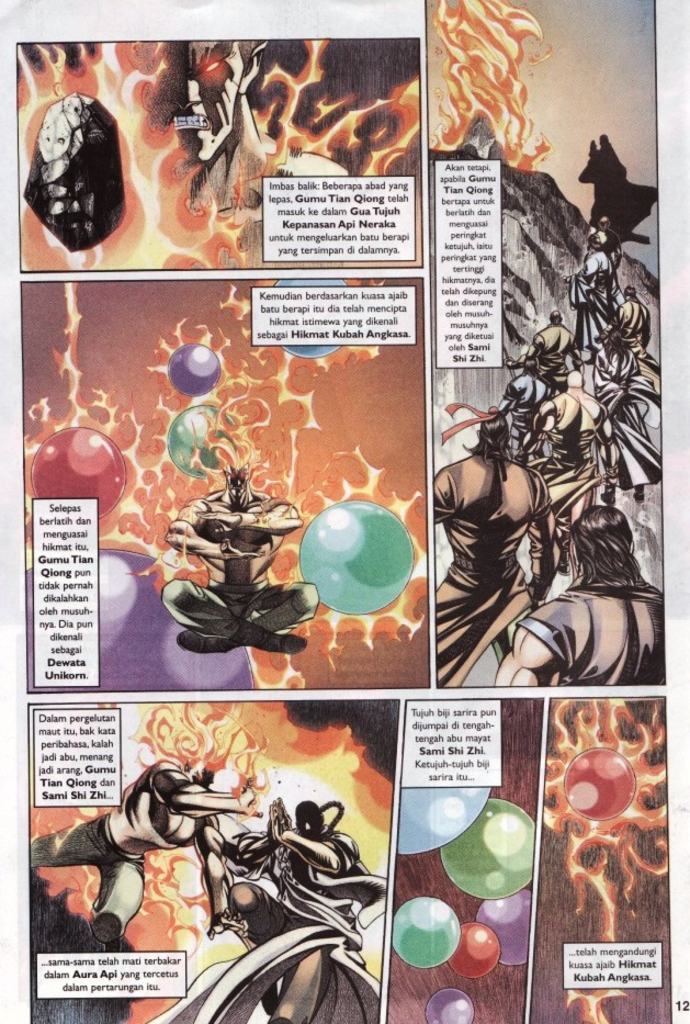 Imbas balik: Beberapa abad yang
lepas, Gumu Tian Qiong telah
masuk ke dalam Gua Tujuh
Kepanasan Api Neraka
untuk mengeluarkan batu berapi
yang tersimpan di dalamnya.
Kemudian berdasarkan kuasa ajaib
batu berapi itu dia telah mencipta
hikmat istimewa yang dikenali
sebagai Hikmat Kubah Angkasa.
Selepas
berlatih dan
menguasai
hikmat itu,
Gumu Tian
Qiong pun
tidak pernah
dikalahkan
oleh musuh-
nya. Dia pun
dikenali
sebagai
Dewata
Unikorn.
Akan tetapi,
apabila Gumu
Tian Qiong
bertapa untuk
berlatih dan
menguasai
peringkat
ketujuh, iaitu
peringkat yang
tertinggi
hikmatnya, dia
telah dikepung
dan diserang
oleh musuh-
musuhnya
yang diketuai
oleh Sami
Shi Zhi.
Dalam pergelutan
maut itu, bak kata
peribahasa, kalah
jadi abu, menang
jadi arang, Gumu
Tian Qiong dan
Sami Shi Zhi...
...sama-sama telah mati terbakar
dalam Aura Api yang tercetus
dalam pertarungan itu.
Tujuh biji sarira pun
dijumpai di tengah-
tengah abu mayat
Sami Shi Zhi.
Ketujuh-tujuh biji
sarira itu...
...telah mengandungi
kuasa ajaib Hikmat
Kubah Angkasa.
12